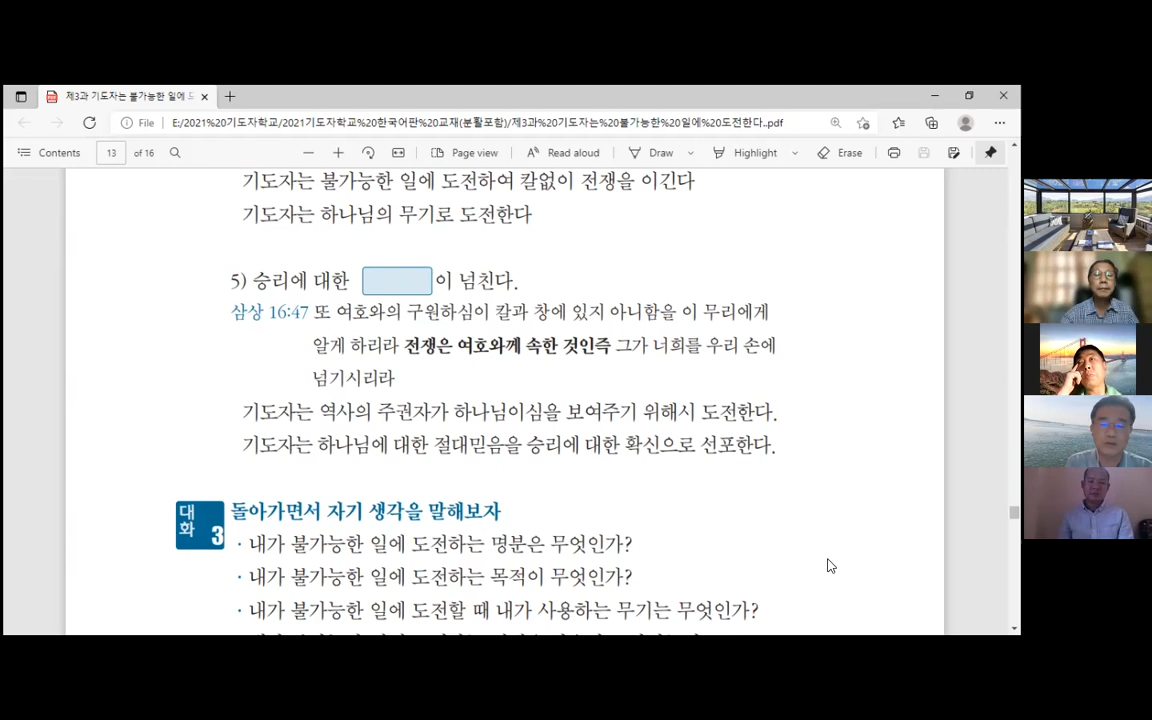 제3과 기도자는 불가능한 일에 도
File
E:/2021%20기도자학교/2021기도자학교%20한국어판%20교재(분활포함)/제3과%20기도자는%20불가능한%20일에%20도전한다..pdf
Contents 13 of 16 Page view Read aloud Draw Highlight Erase
기도자는 불가능한 일에 도전하여 칼없이 전쟁을 이긴다
기도자는 하나님의 무기로 도전한다
5) 승리에 대한 이 넘친다.
삼상 16:47 또 여호와의 구원하심이 칼과 창에 있지 아니함을 이 무리에게
알게 하리라 전쟁은 여호와께 속한 것인즉 그가 너희를 우리 손에
넘기시리라
기도자는 역사의 주권자가 하나님이심을 보여주기 위해서 도전한다.
기도자는 하나님에 대한 절대믿음을 승리에 대한 확신으로 선포한다.
대화 3
돌아가면서 자기 생각을 말해보자
· 내가 불가능한 일에 도전하는 명분은 무엇인가?
· 내가 불가능한 일에 도전하는 목적이 무엇인가?
· 내가 불가능한 일에 도전할 때 내가 사용하는 무기는 무엇인가?